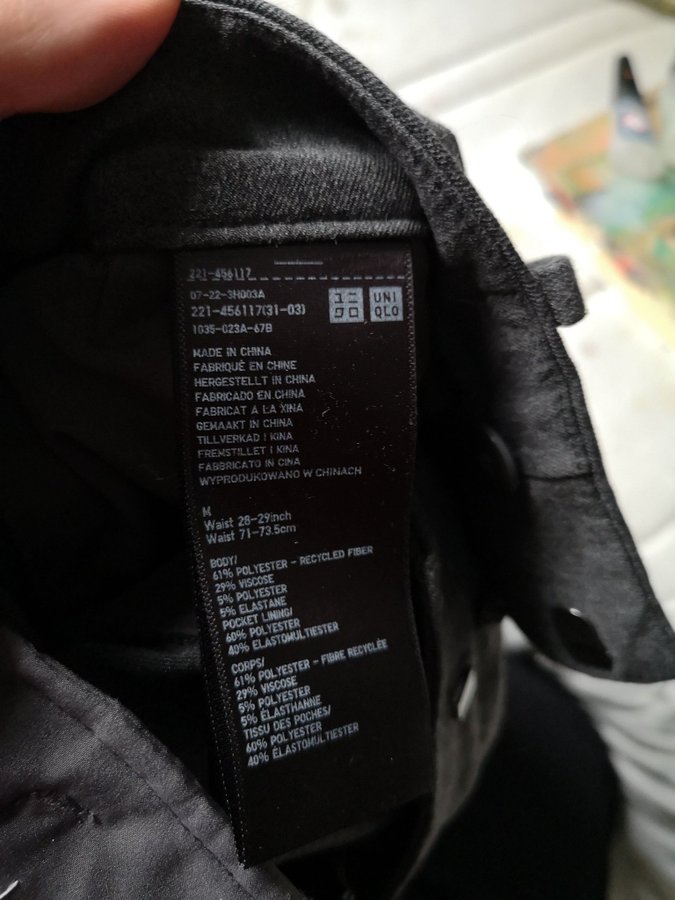 221-456117
07-22-3H003A
221-456117(31-03)
1035-023A-67B
ユニ
クロ
UNI
QLO
MADE IN CHINA
FABRIQUÉ EN CHINE
HERGESTELLT IN CHINA
FABRICADO EN CHINA
FABRICAT A LA XINA
GEMAAKT IN CHINA
TILLVERKAD I KINA
FREMSTILLET I KINA
FABBRICATO IN CINA
WYPRODUKOWANO W CHINACH
M
Waist 28-29inch
Waist 71-73.5cm
BODY/
61% POLYESTER - RECYCLED FIBER
29% VISCOSE
5% POLYESTER
5% ELASTANE
POCKET LINING/
60% POLYESTER
40% ELASTOMULTIESTER
CORPS/
61% POLYESTER - FIBRE RECYCLÉE
29% VISCOSE
5% POLYESTER
5% ÉLASTHANNE
TISSU DES POCHES/
60% POLYESTER
40% ÉLASTOMULTIESTER